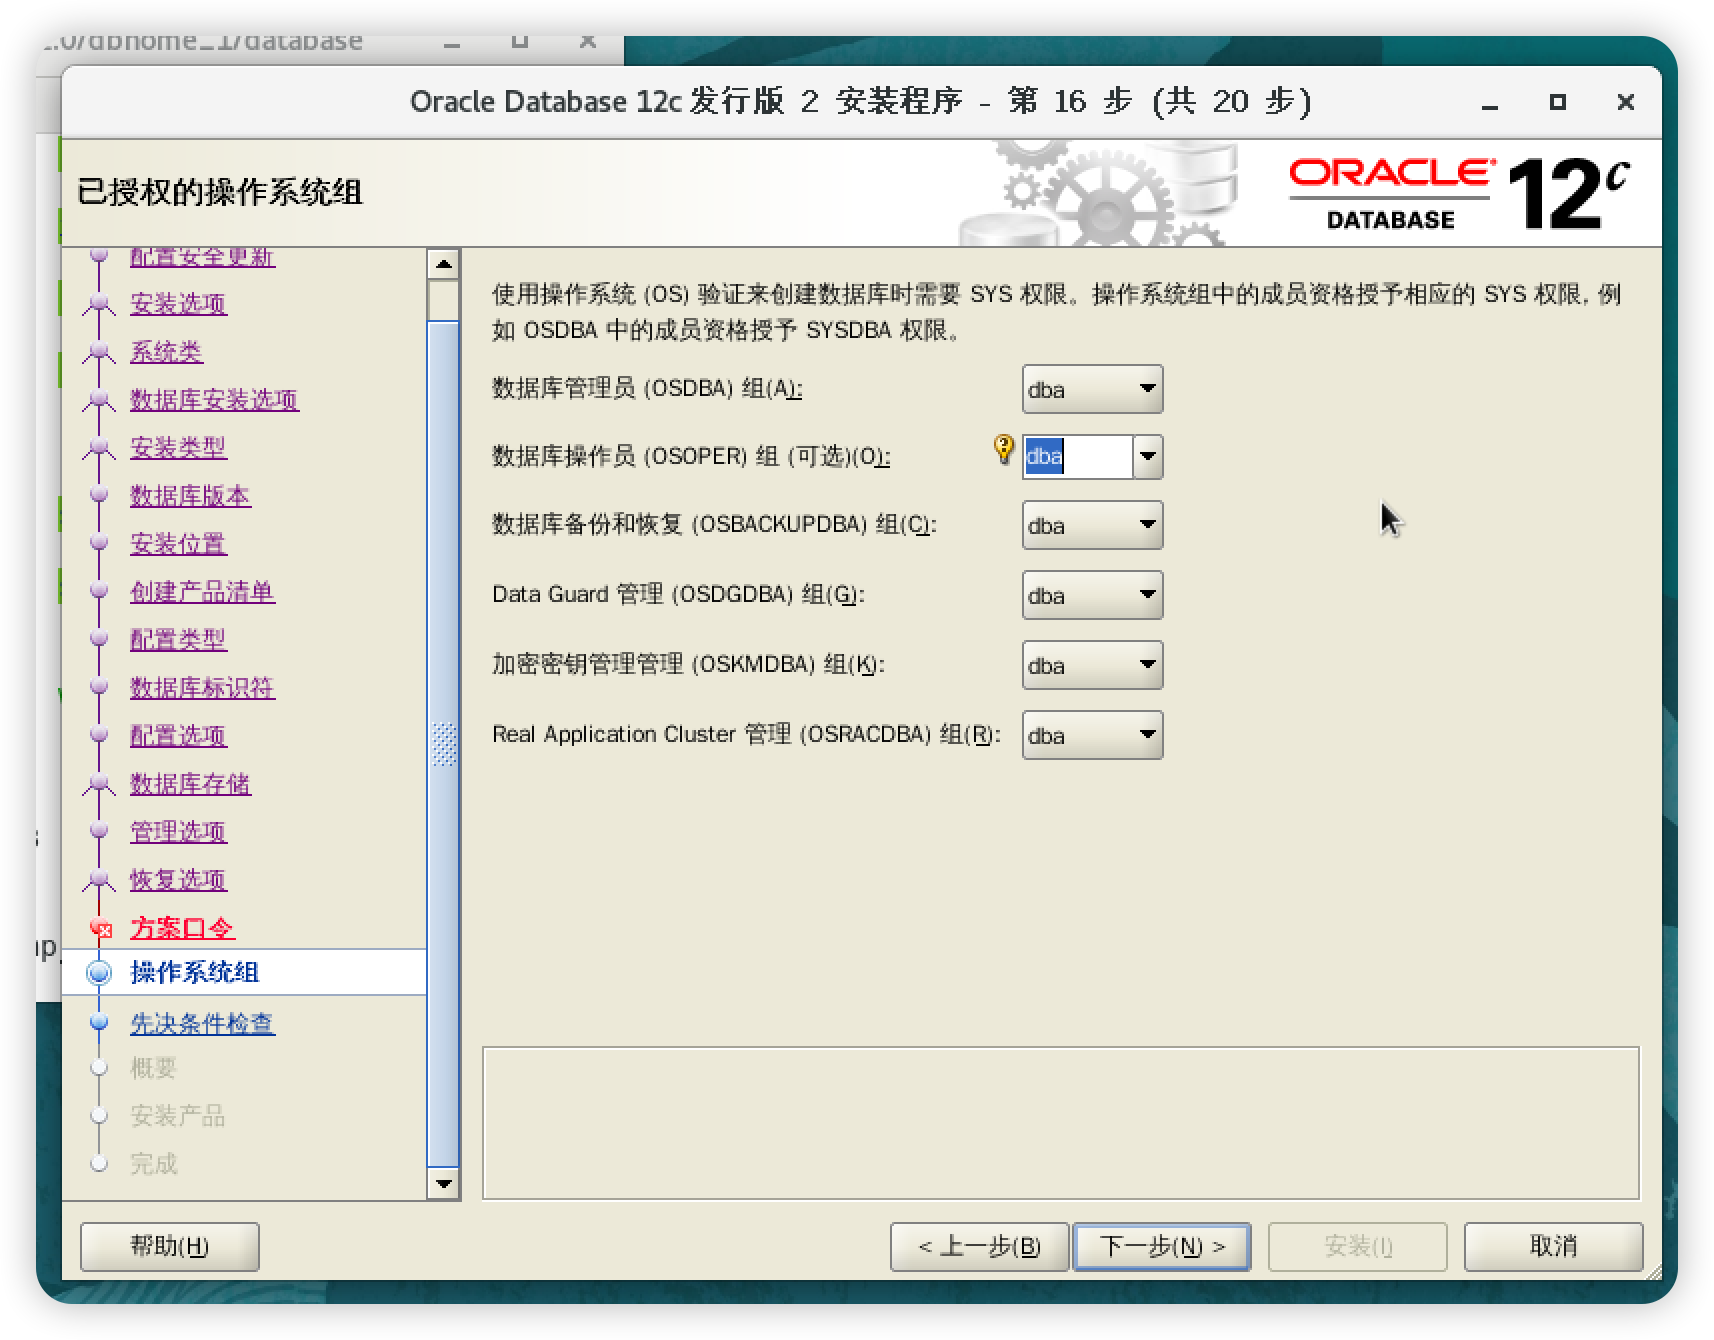 .0/dbhome_1/database
Oracle Database 12c 发行版 2 安装程序 - 第 16 步 (共 20 步)
已授权的操作系统组
ORACLE
DATABASE
12c
配置安全更新
安装选项
系统类
数据库安装选项
安装类型
数据库版本
安装位置
创建产品清单
配置类型
数据库标识符
配置选项
数据库存储
管理选项
恢复选项
方案口令
操作系统组
先决条件检查
概要
安装产品
完成
使用操作系统 (OS) 验证来创建数据库时需要 SYS 权限。操作系统组中的成员资格授予相应的 SYS 权限, 例
如 OSDBA 中的成员资格授予 SYSDBA 权限。
数据库管理员 (OSDBA) 组(A): dba
数据库操作员 (OSOPER) 组 (可选)(O): dba
数据库备份和恢复 (OSBACKUPDBA) 组(C): dba
Data Guard 管理 (OSDGDBA) 组(G): dba
加密密钥管理管理 (OSKMDBA) 组(K): dba
Real Application Cluster 管理 (OSRACDBA) 组(R): dba
帮助(H)
< 上一步(B)
下一步(N) >
安装(I)
取消